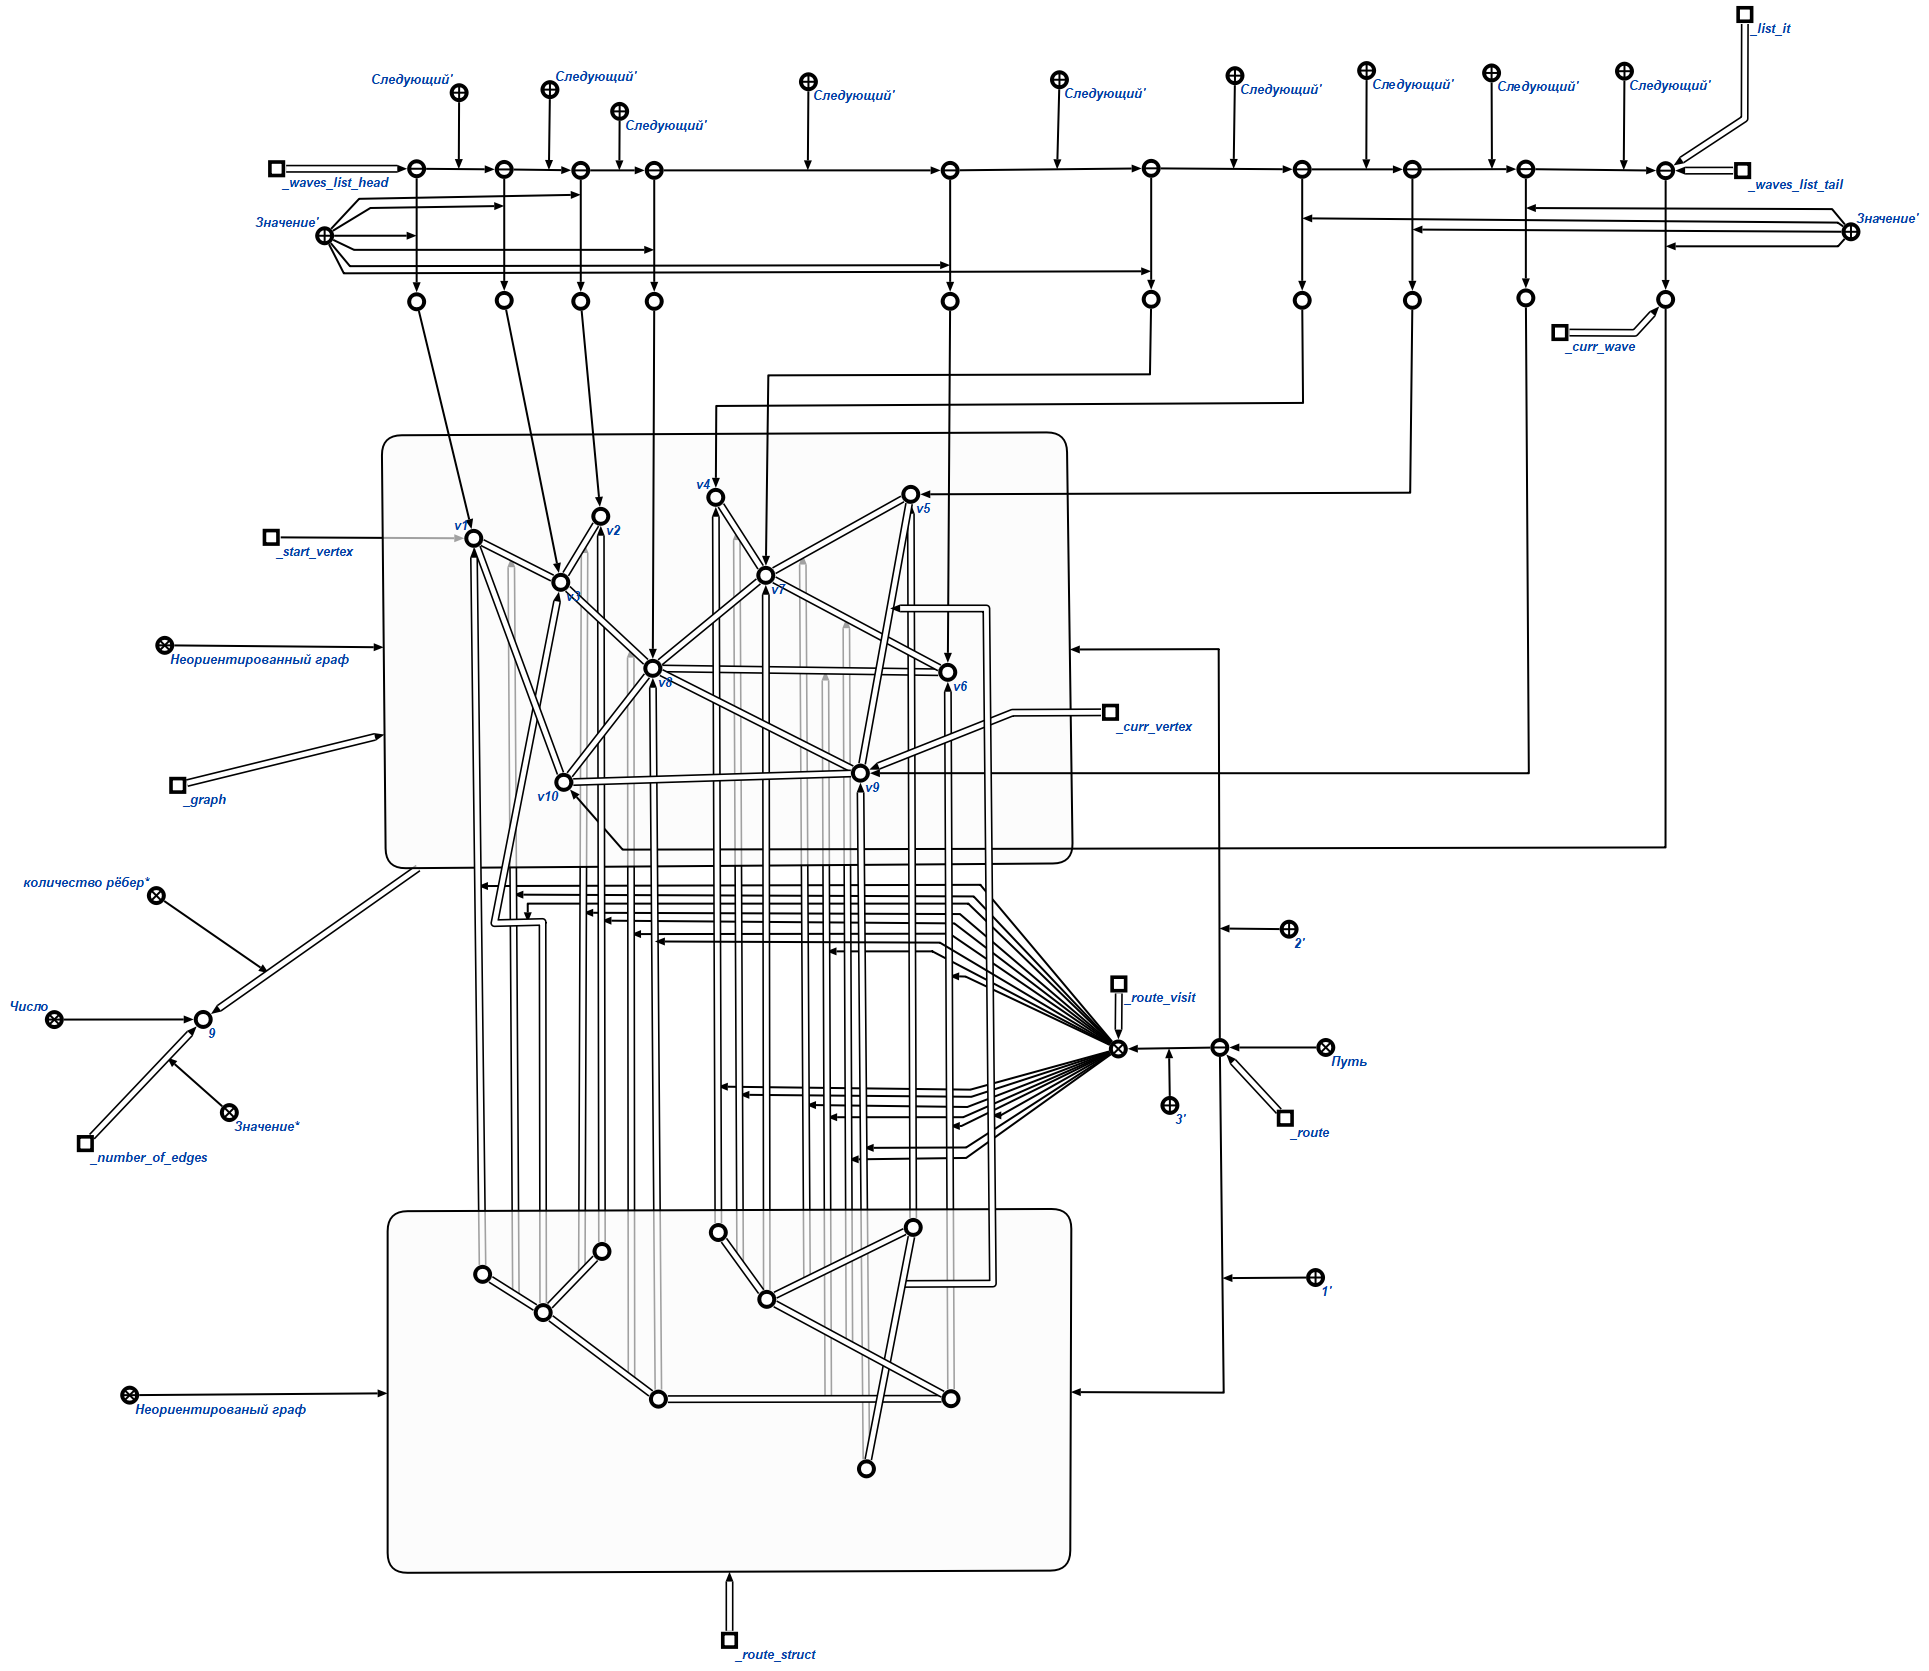 _list_it
Следующий'
Следующий'
Следующий'
Следующий'
Следующий'
Следующий'
Следующий'
Следующий'
Следующий'
_waves_list_head
_waves_list_tail
Значение'
Значение'
_curr_wave
v4
v5
v1
v2
_start_vertex
v3
v7
Неориентированный граф
v8
v6
_curr_vertex
_graph
v10
v9
количество рёбер*
2'
_route_visit
Число
9
Путь
3'
Значение*
_route
_number_of_edges
1'
Неориентированый граф
_route_struct